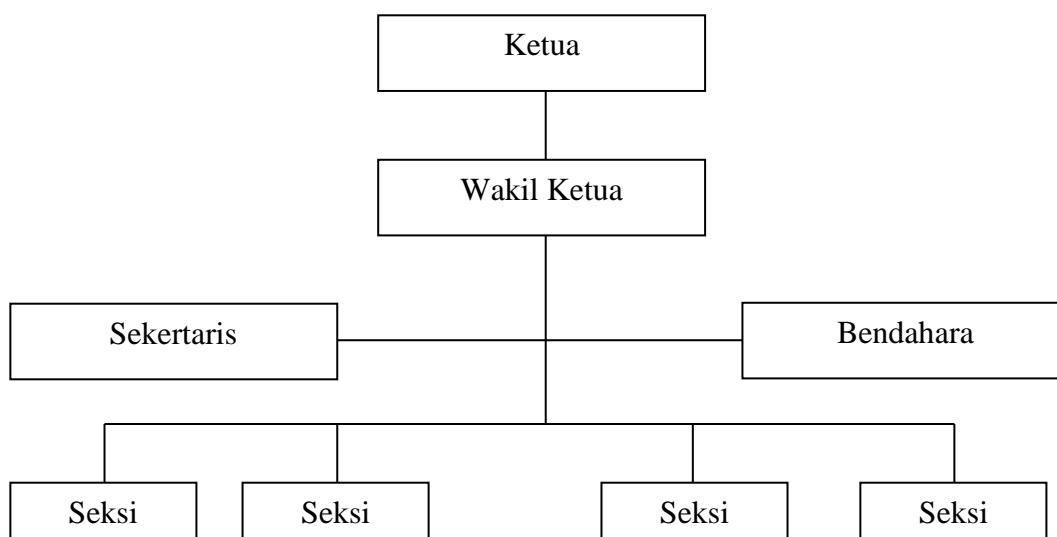 Ketua
Wakil Ketua
Sekertaris
Bendahara
Seksi
Seksi
Seksi
Seksi